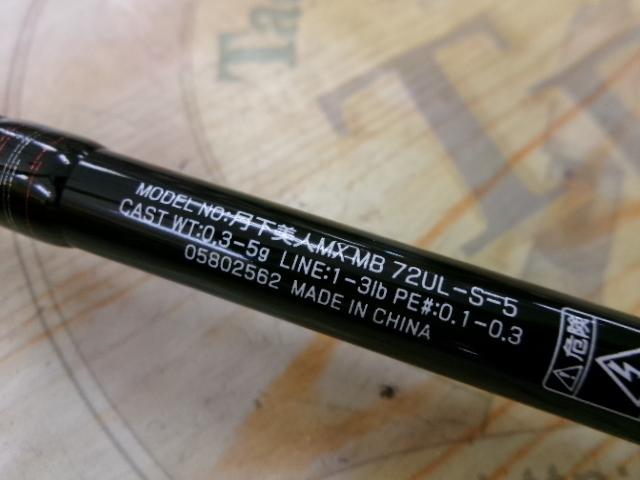 MODEL NO:月下美人MX MB 72UL-S=5
CAST WT:0.3-5g LINE:1-3lb PE#:0.1-0.3
05802562 MADE IN CHINA
危険